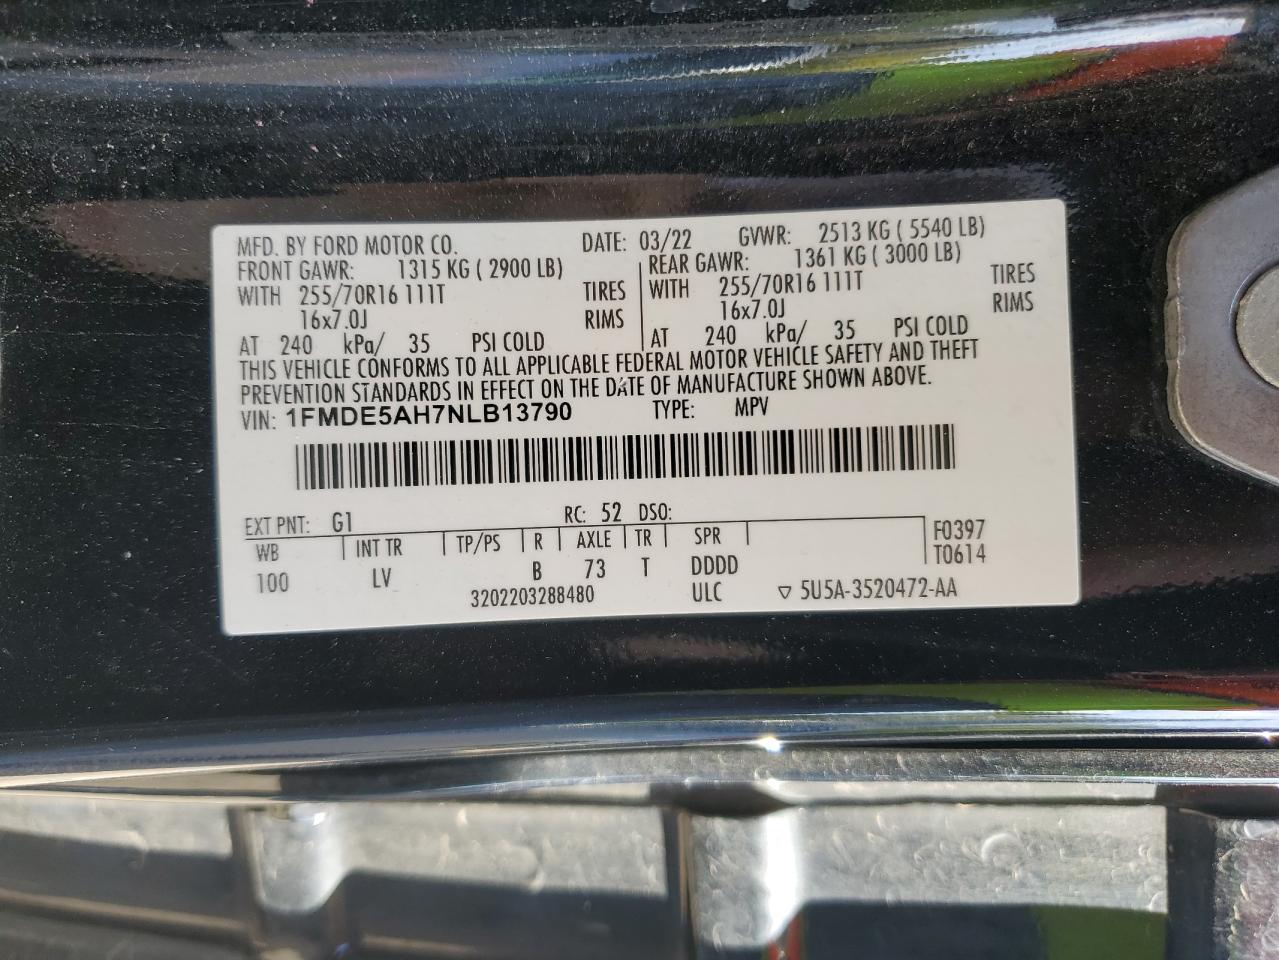 MFD. BY FORD MOTOR CO. DATE: 03/22 GVWR: 2513 KG ( 5540 LB)
FRONT GAWR: 1315 KG ( 2900 LB) REAR GAWR: 1361 KG ( 3000 LB)
WITH 255/70R16 111T TIRES WITH 255/70R16 111T TIRES
16x7.0J RIMS 16x7.0J RIMS
AT 240 kPa/ 35 PSI COLD AT 240 kPa/ 35 PSI COLD
THIS VEHICLE CONFORMS TO ALL APPLICABLE FEDERAL MOTOR VEHICLE SAFETY AND THEFT
PREVENTION STANDARDS IN EFFECT ON THE DATE OF MANUFACTURE SHOWN ABOVE.
VIN: 1FMDE5AH7NLB13790 TYPE: MPV
EXT PNT: G1 RC: 52 DSO:
WB INT TR TP/PS R AXLE TR SPR F0397
100 LV B 73 T DDDD T0614
3202203288480 ULC ▽ 5U5A-3520472-AA